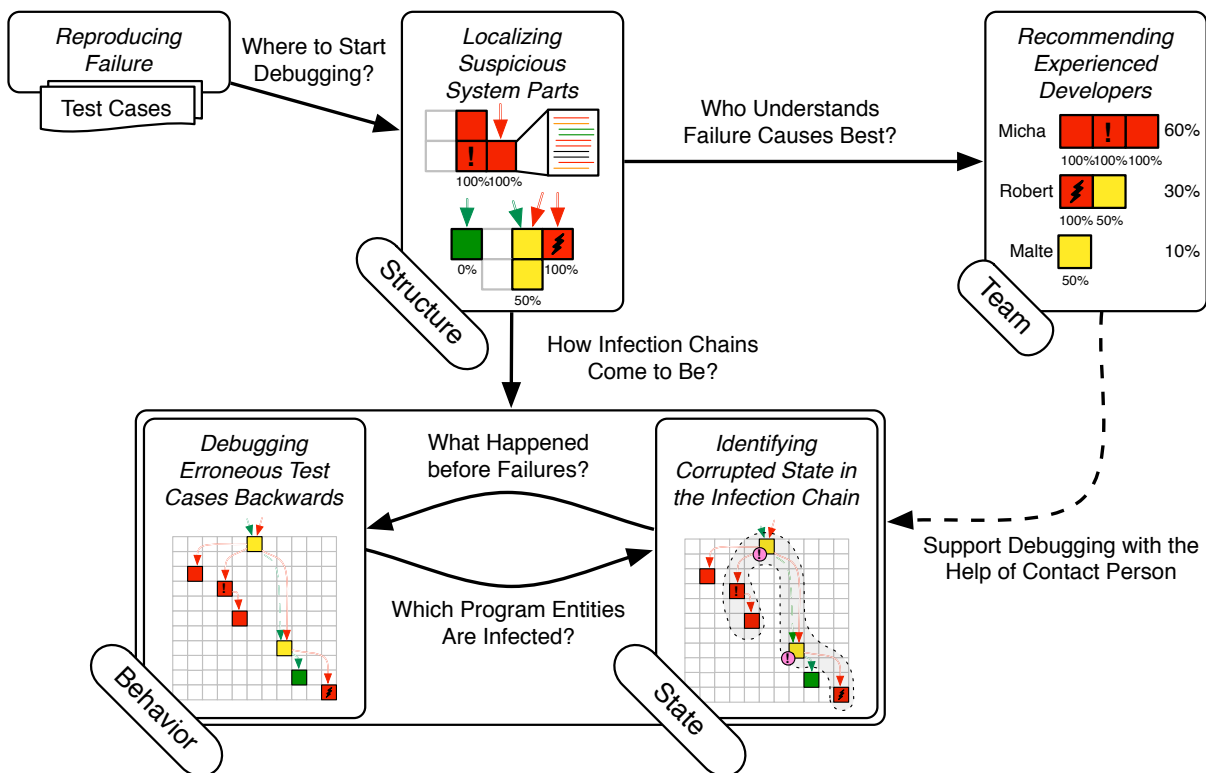 Reproducing
Failure
Test Cases
Where to Start
Debugging?
Localizing
Suspicious
System Parts
!
100% 100%
0%
100%
50%
Structure
Who Understands
Failure Causes Best?
Recommending
Experienced
Developers
Micha
!
60%
100% 100% 100%
Robert
30%
100% 50%
Malte
10%
50%
Team
How Infection Chains
Come to Be?
Debugging
Erroneous Test
Cases Backwards
!
Behavior
What Happened
before Failures?
Which Program Entities
Are Infected?
Identifying
Corrupted State in
the Infection Chain
!
!
!
State
Support Debugging with the
Help of Contact Person